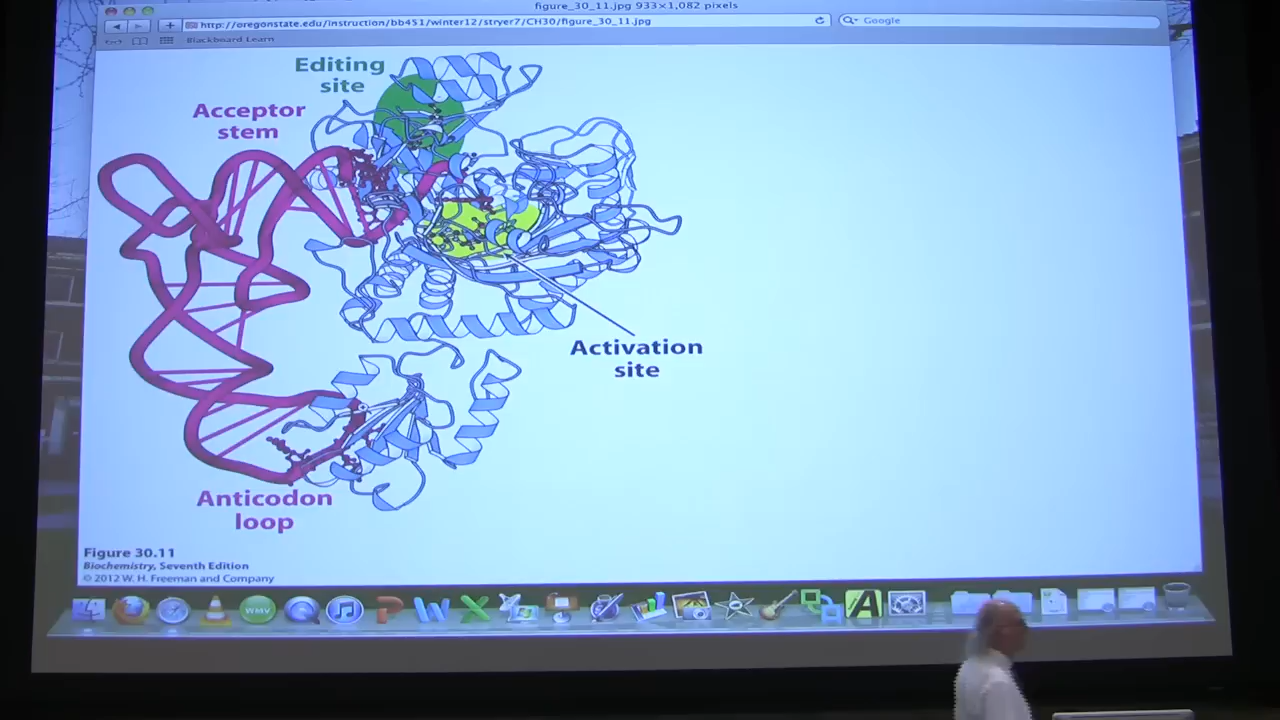 figure_30_11.jpg 933×1,082 pixels
http://oregonstate.edu/instruction/bb451/winter12/stryer7/CH30/figure_30_11.jpg
Google
Blackboard Learn
Editing
site
Acceptor
stem
Activation
site
Anticodon
loop
Figure 30.11
Biochemistry, Seventh Edition
© 2012 W. H. Freeman and Company
WMV